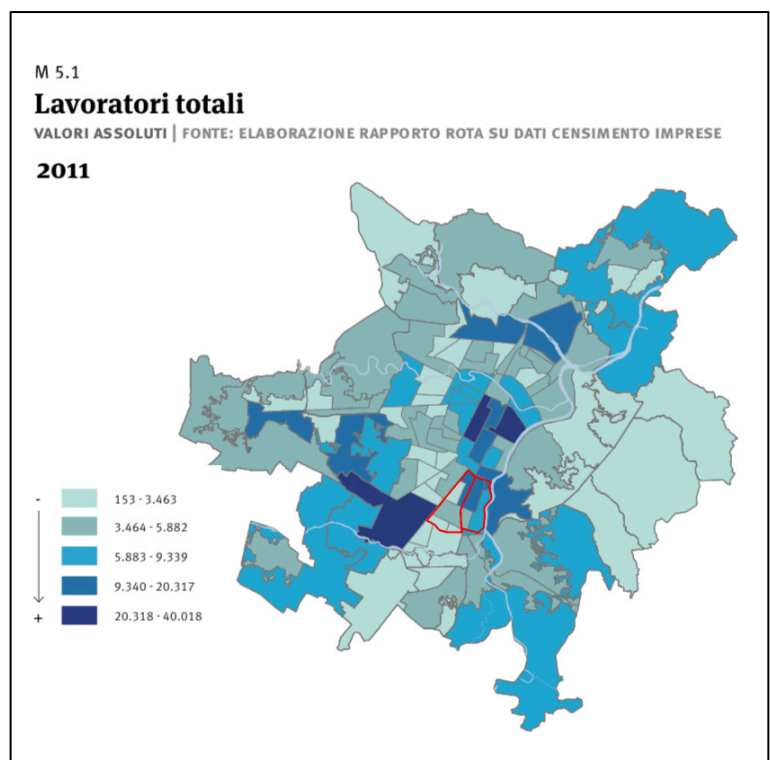 M 5.1
Lavoratori totali
VALORI ASSOLUTI | FONTE: ELABORAZIONE RAPPORTO ROTA SU DATI CENSIMENTO IMPRESE
2011
-
153 - 3.463
3.464 - 5.882
5.883 - 9.339
9.340 - 20.317
+
20.318 - 40.018